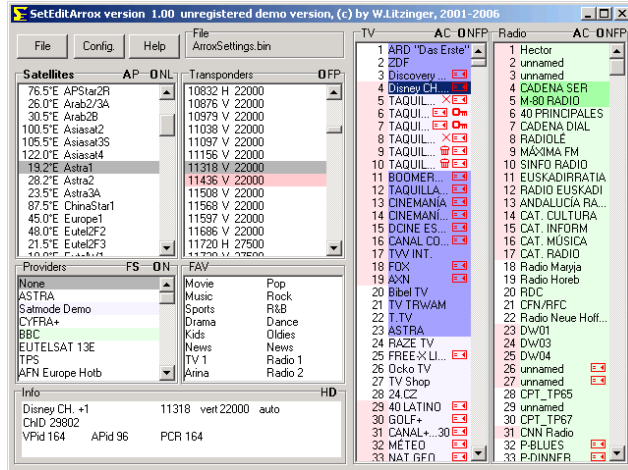 SetEditArrox version 1.00 unregistered demo version, (c) by W.Litzinger, 2001-2006
File Config. Help
File
ArroxSettings.bin
Satellites AP ONL
76.5°E APStar2R
26.0°E Arab2/3A
30.5°E Arab2B
100.5°E Asiasat2
105.5°E Asiasat3S
122.0°E Asiasat4
19.2°E Astra1
28.2°E Astra2
23.5°E Astra3A
87.5°E ChinaStar1
45.0°E Europe1
48.0°E Eutel2F2
21.5°E Eutel2F3
Transponders OFP
10832 H 22000
10876 V 22000
10979 V 22000
11038 V 22000
11097 V 22000
11156 V 22000
11318 V 22000
11436 V 22000
11508 V 22000
11568 V 22000
11597 V 22000
11686 V 22000
11720 H 27500
Providers FS ON
None
ASTRA
Satmode Demo
CYFRA+
BBC
EUTELSAT 13E
TPS
AFN Europe Hotb
FAV
Movie Pop
Music Rock
Sports R&B
Drama Dance
Kids Oldies
News News
TV 1 Radio 1
Arina Radio 2
Info HD
Disney CH. +1 11318 vert 22000 auto
ChID 29802
VPid 164 APid 96 PCR 164
TV AC ONFP
1 ARD "Das Erste"
2 ZDF
3 Discovery ...
4 Disney CH....
5 TAQUIL...
6 TAQUI...
7 TAQUI...
8 TAQUIL...
9 TAQUIL...
10 TAQUIL...
11 BOOMER...
12 TAQUILLA...
13 CINEMANÍA
14 CINEMANÍ...
15 DCINE ES...
16 CANAL CO...
17 TVV INT.
18 FOX
19 AXN
20 Bibel TV
21 TV TRWAM
22 T.TV
23 ASTRA
24 RAZE TV
25 FREE-X LI...
26 Ocko TV
27 TV Shop
28 24.CZ
29 40 LATINO
30 GOLF+
31 CANAL+...30
32 MÉTEO
33 NAT GEO
Radio AC ONFP
1 Hector
2 unnamed
3 unnamed
4 CADENA SER
5 M-80 RADIO
6 40 PRINCIPALES
7 CADENA DIAL
8 RADIOLÉ
9 MÁXIMA FM
10 SINFO RADIO
11 EUSKADIRRATIA
12 RADIO EUSKADI
13 ANDALUCÍA RA...
14 CAT. CULTURA
15 CAT. INFORM
16 CAT. MÚSICA
17 CAT. RADIO
18 Radio Maryja
19 Radio Horeb
20 RDC
21 CFN/RFC
22 Radio Neue Hoff...
23 DW01
24 DW03
25 DW04
26 unnamed
27 unnamed
28 CPT_TP65
29 unnamed
30 CPT_TP67
31 CNN Radio
32 P-BLUES
33 P-DINNER